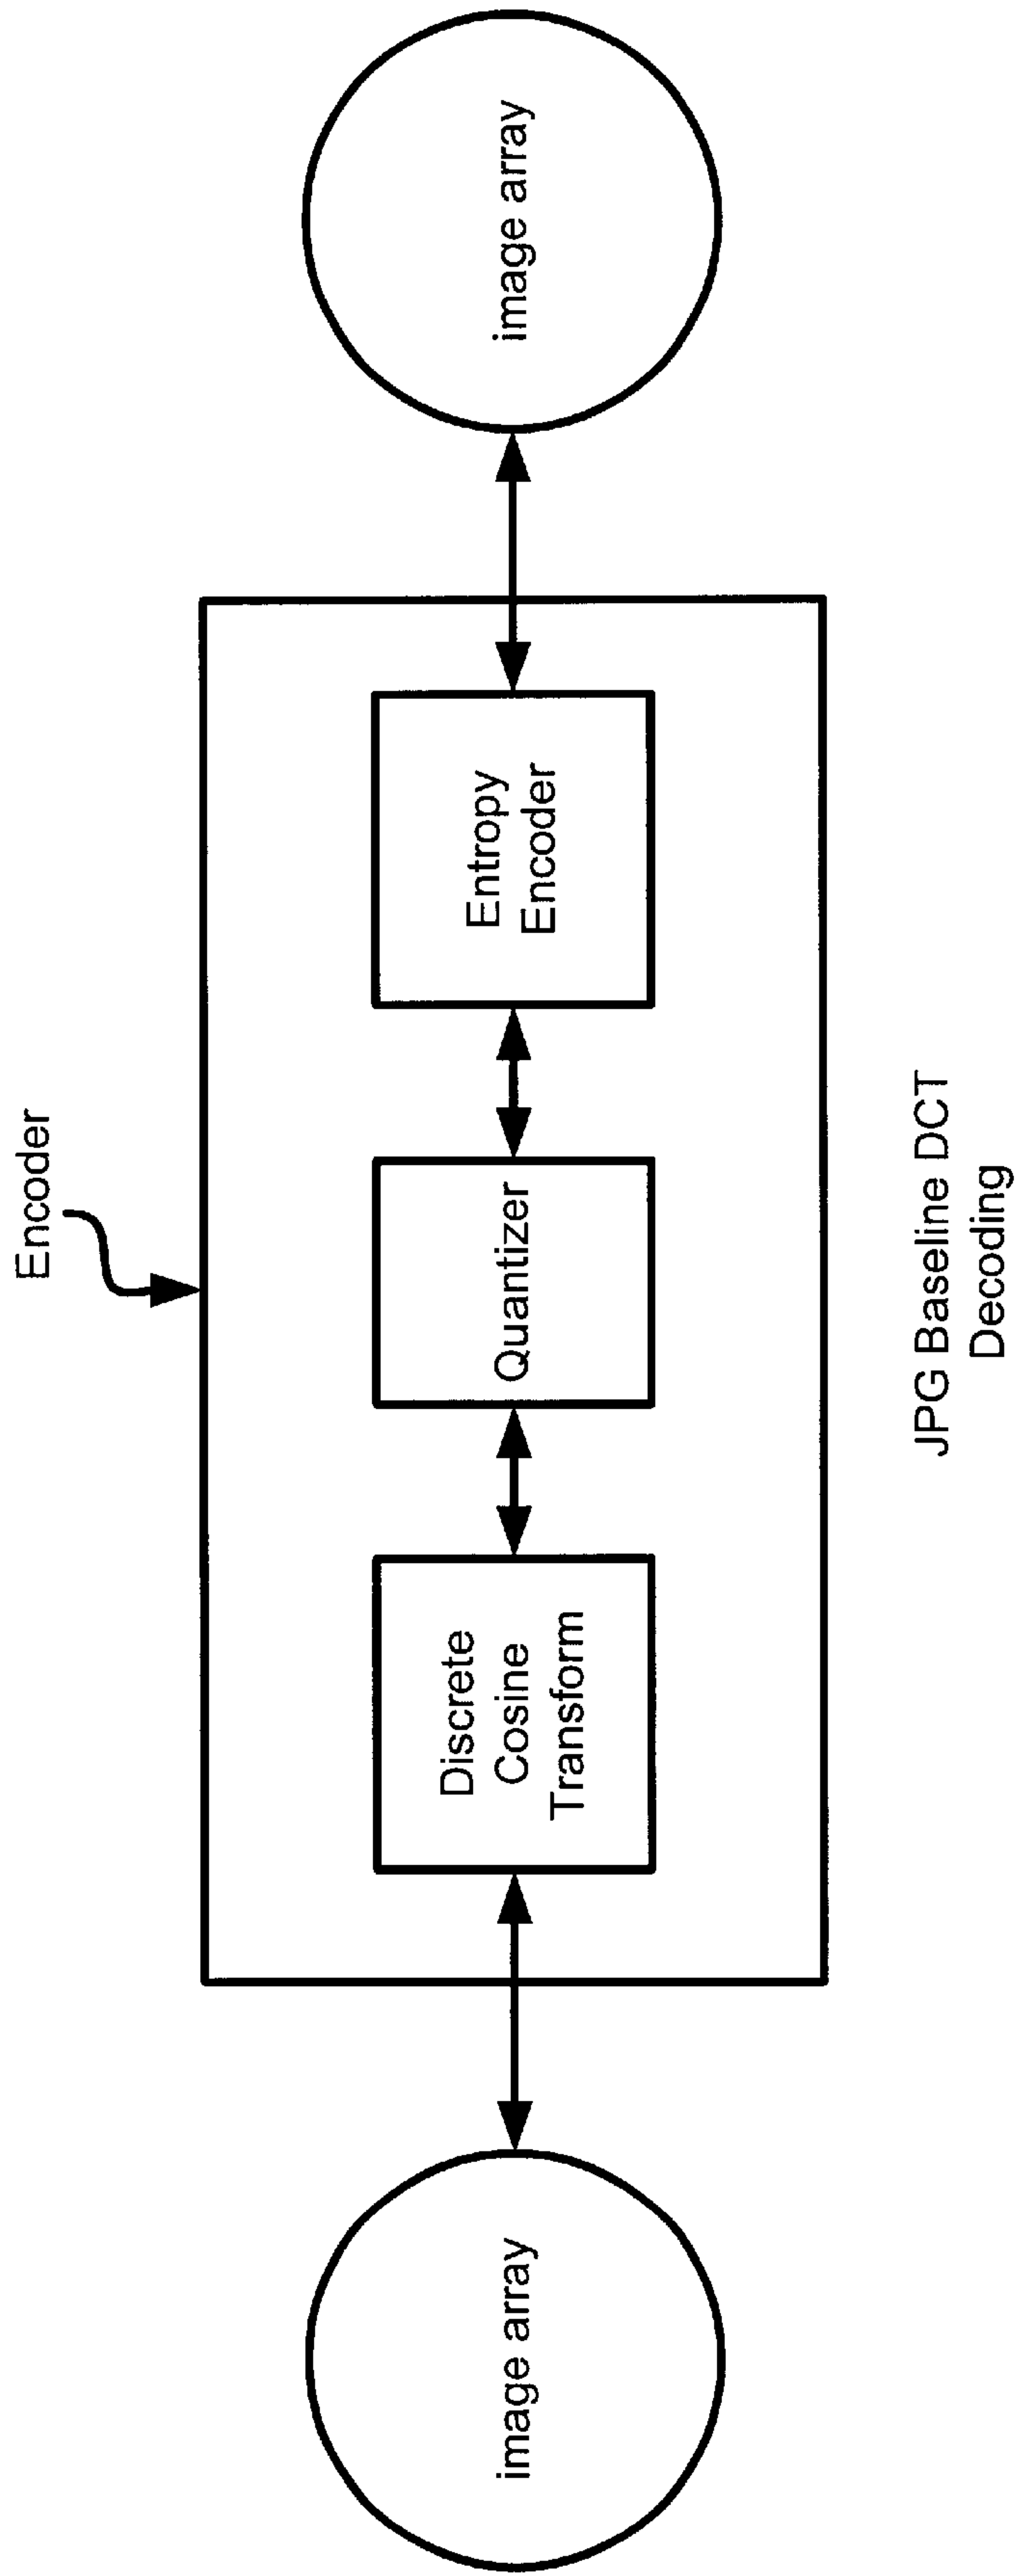 Encoder
image array
Discrete
Cosine
Transform
Quantizer
Entropy
Encoder
image array
JPG Baseline DCT
Decoding